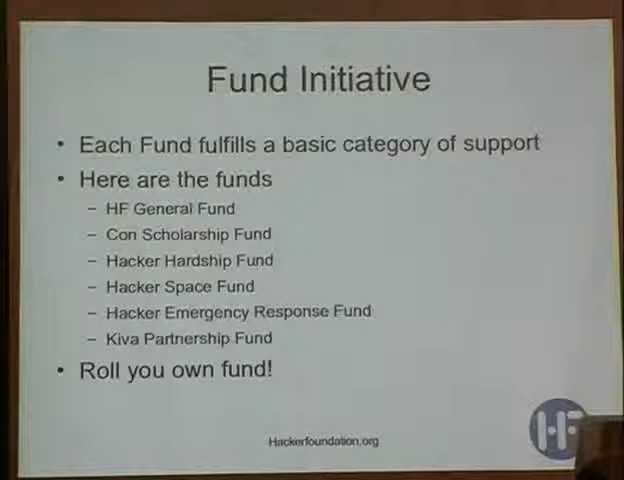 Fund Initiative
• Each Fund fulfills a basic category of support
• Here are the funds
– HF General Fund
– Con Scholarship Fund
– Hacker Hardship Fund
– Hacker Space Fund
– Hacker Emergency Response Fund
– Kiva Partnership Fund
• Roll you own fund!
Hackerfoundation.org
HF